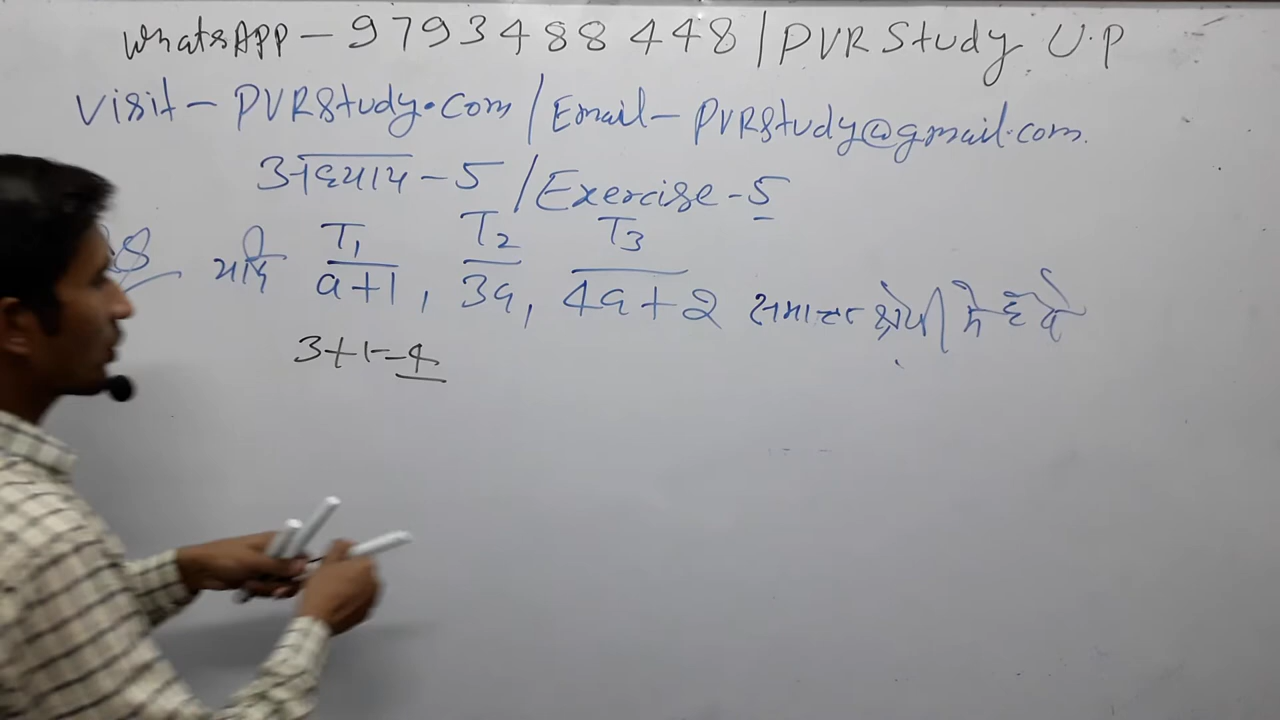 WhatsAPP - 9793488448 | PVR Study U.P
Visit - PVRStudy.com / Email - PVRStudy@gmail.com.
अध्याय - 5 / Exercise - 5
T1 T2 T3
8 यदि a+1, 3a, 4a+2 समान्तर श्रेणी में है तो
3+1=4